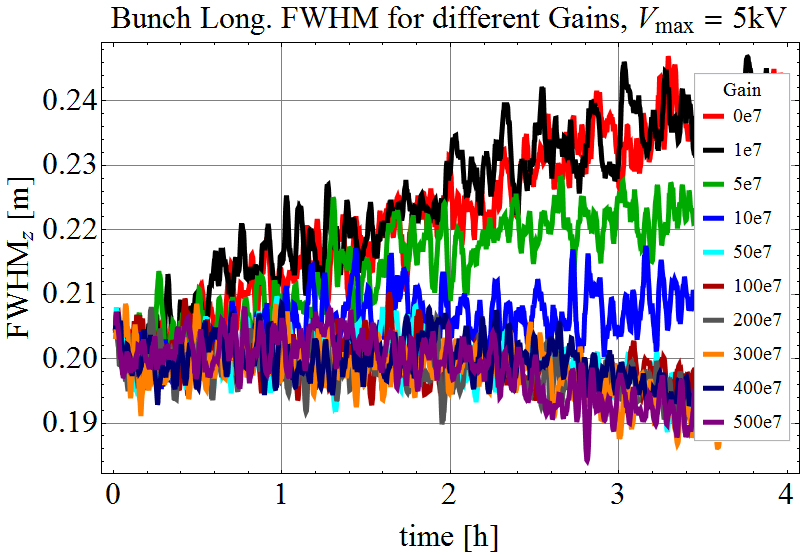 Bunch Long. FWHM for different Gains, Vmax = 5kV
FWHMz [m]
0.24
0.23
0.22
0.21
0.20
0.19
0
1
2
3
4
time [h]
Gain
0e7
1e7
5e7
10e7
50e7
100e7
200e7
300e7
400e7
500e7